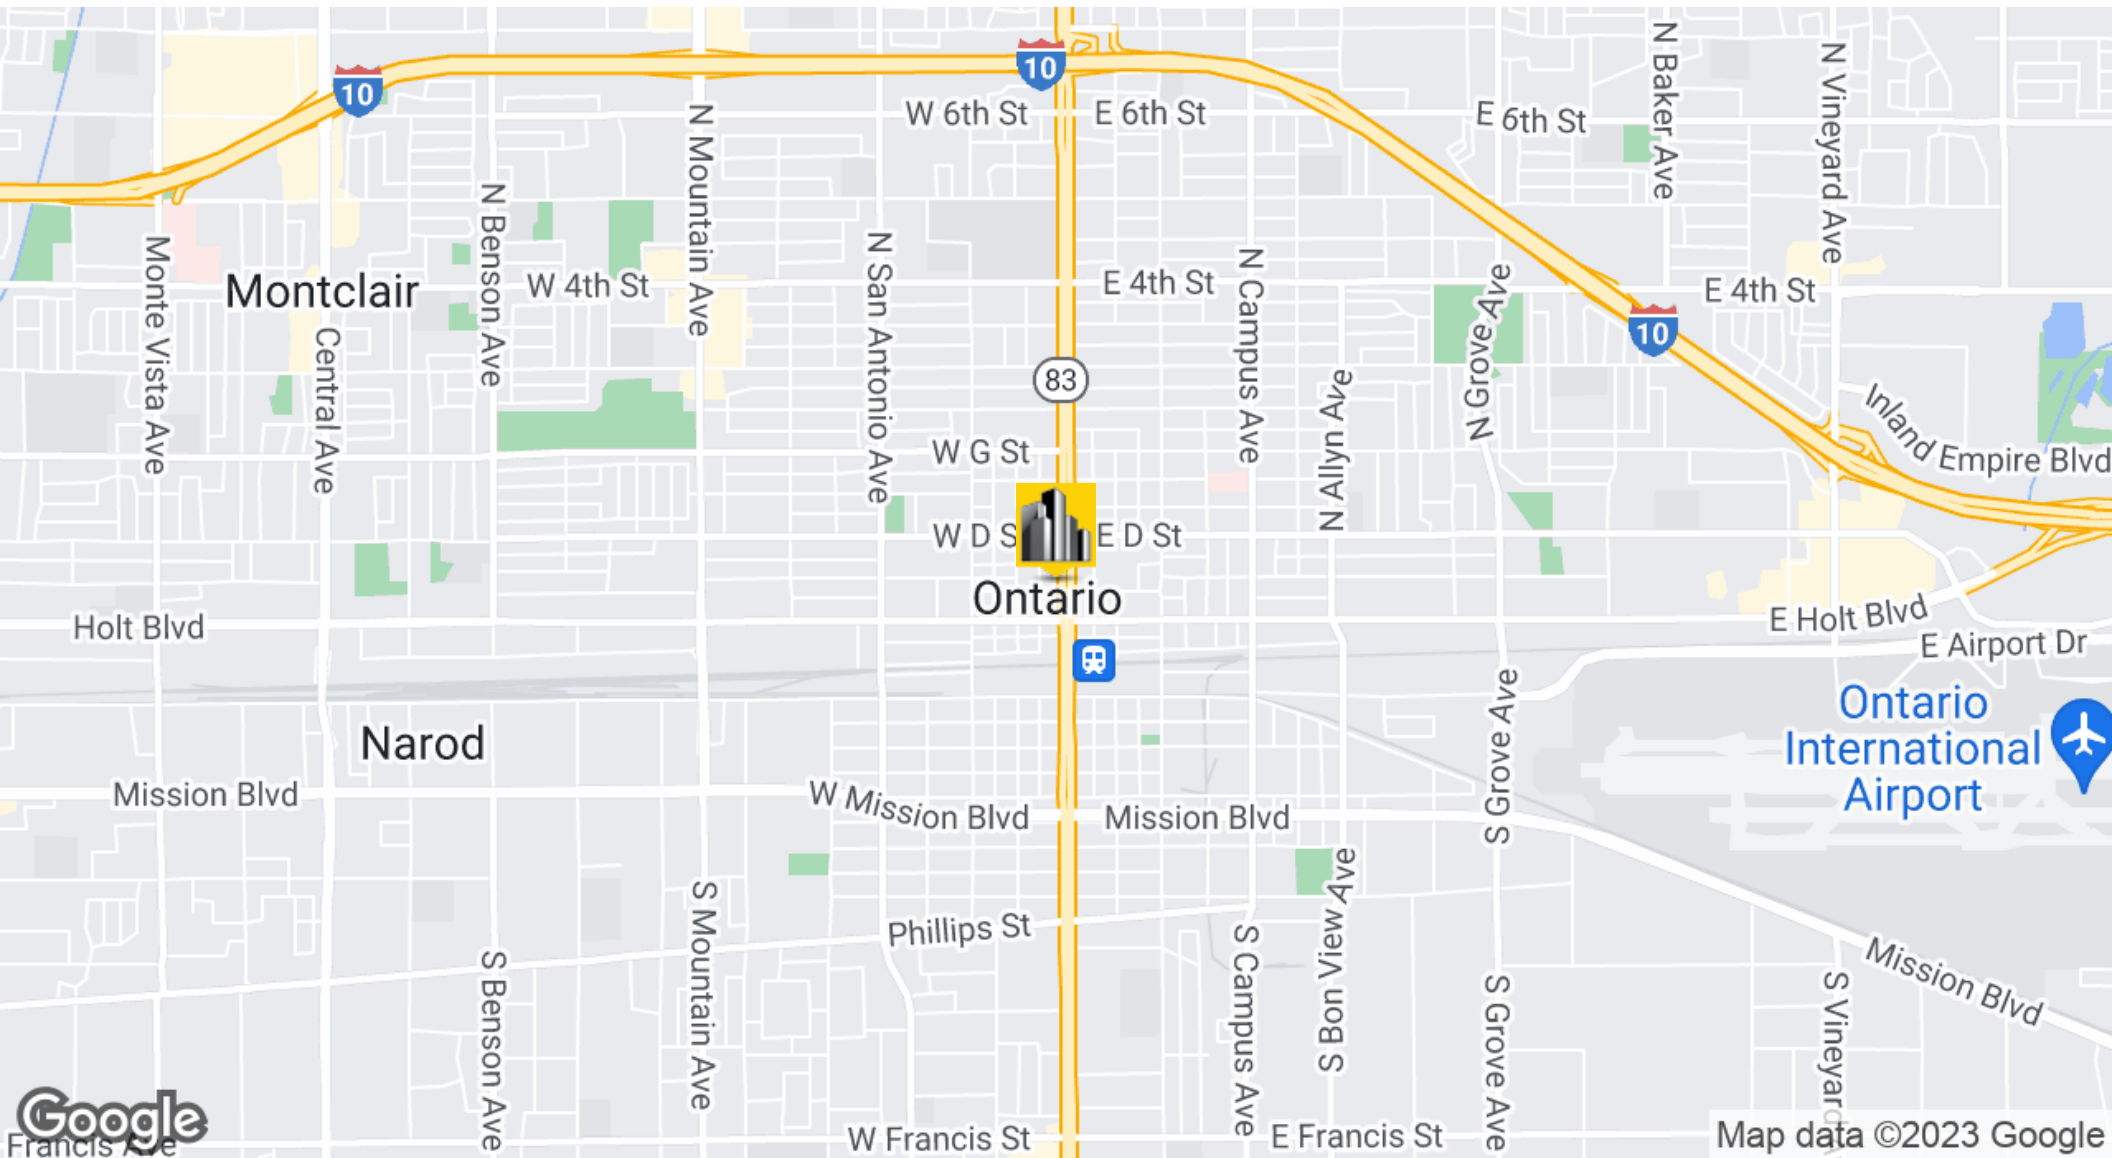 10
10
W 6th St
E 6th St
E 6th St
N Baker Ave
N Vineyard Ave
N Mountain Ave
N Benson Ave
Monte Vista Ave
Montclair
W 4th St
N San Antonio Ave
E 4th St
N Campus Ave
N Grove Ave
E 4th St
10
Central Ave
83
N Allyn Ave
Inland Empire Blvd
W G St
W D S
E D St
Ontario
Holt Blvd
E Holt Blvd
E Airport Dr
Narod
S Grove Ave
Ontario
International
Airport
Mission Blvd
W Mission Blvd
Mission Blvd
S Mountain Ave
Phillips St
S Bon View Ave
S Benson Ave
S Campus Ave
S Grove Ave
Mission Blvd
S Vineyard
Google
Francis Ave
W Francis St
E Francis St
Map data ©2023 Google